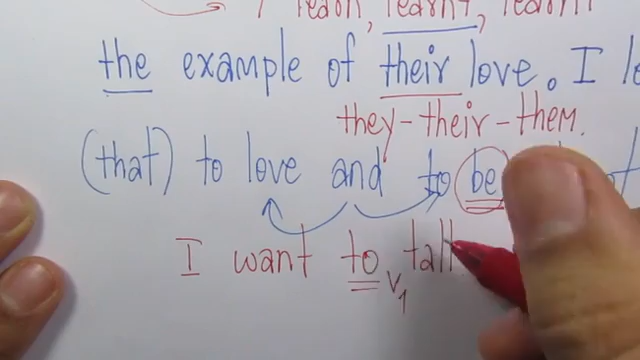 learn, learnt, learnt
the example of their love. I le
they-their-them.
(that) to love and to be
I want to tall
V1